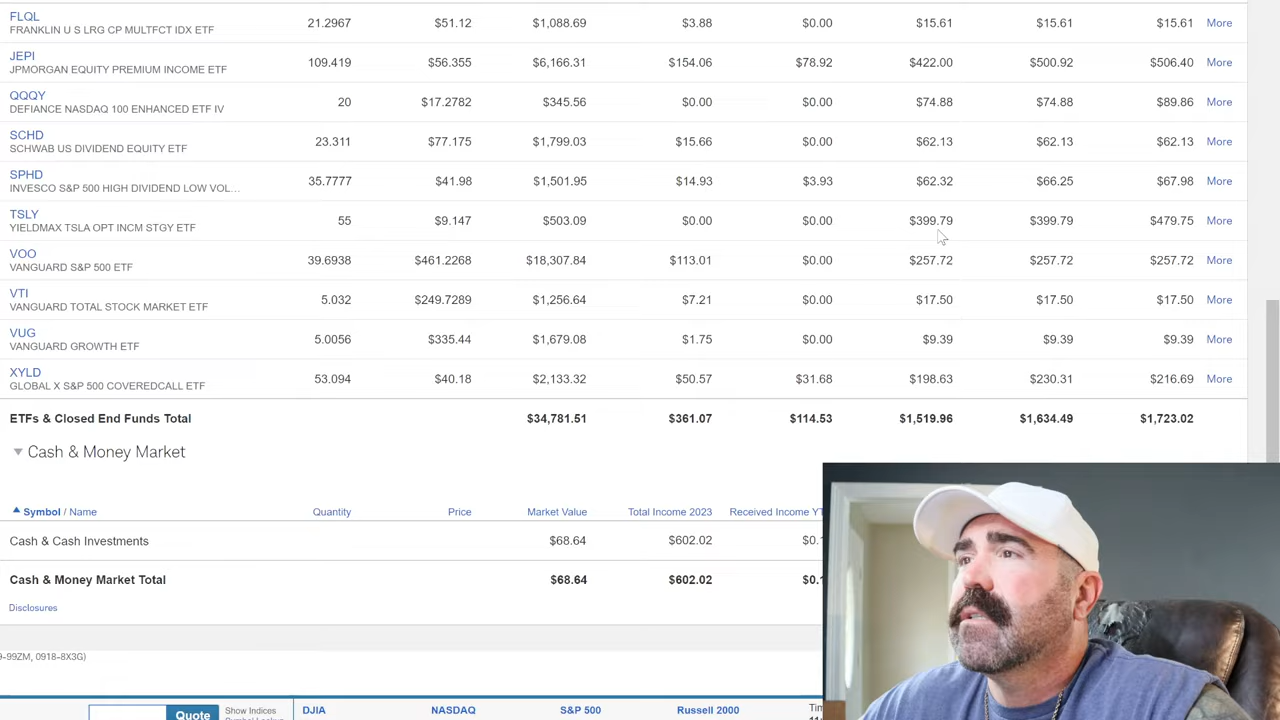 FLQL 21.2967 $51.12 $1,088.69 $3.88 $0.00 $15.61 $15.61 $15.61 More
FRANKLIN U S LRG CP MULTFCT IDX ETF
JEPI 109.419 $56.355 $6,166.31 $154.06 $78.92 $422.00 $500.92 $506.40 More
JPMORGAN EQUITY PREMIUM INCOME ETF
QQQY 20 $17.2782 $345.56 $0.00 $0.00 $74.88 $74.88 $89.86 More
DEFIANCE NASDAQ 100 ENHANCED ETF IV
SCHD 23.311 $77.175 $1,799.03 $15.66 $0.00 $62.13 $62.13 $62.13 More
SCHWAB US DIVIDEND EQUITY ETF
SPHD 35.7777 $41.98 $1,501.95 $14.93 $3.93 $62.32 $66.25 $67.98 More
INVESCO S&P 500 HIGH DIVIDEND LOW VOL…
TSLY 55 $9.147 $503.09 $0.00 $0.00 $399.79 $399.79 $479.75 More
YIELDMAX TSLA OPT INCM STGY ETF
VOO 39.6938 $461.2268 $18,307.84 $113.01 $0.00 $257.72 $257.72 $257.72 More
VANGUARD S&P 500 ETF
VTI 5.032 $249.7289 $1,256.64 $7.21 $0.00 $17.50 $17.50 $17.50 More
VANGUARD TOTAL STOCK MARKET ETF
VUG 5.0056 $335.44 $1,679.08 $1.75 $0.00 $9.39 $9.39 $9.39 More
VANGUARD GROWTH ETF
XYLD 53.094 $40.18 $2,133.32 $50.57 $31.68 $198.63 $230.31 $216.69 More
GLOBAL X S&P 500 COVEREDCALL ETF
ETFs & Closed End Funds Total $34,781.51 $361.07 $114.53 $1,519.96 $1,634.49 $1,723.02
Cash & Money Market
Symbol / Name Quantity Price Market Value Total Income 2023 Received Income
Cash & Cash Investments $68.64 $602.02
Cash & Money Market Total $68.64 $602.02
Disclosures
9-99ZM, 0918-8X3G)
Quote Show Indices DJIA NASDAQ S&P 500 Russell 2000